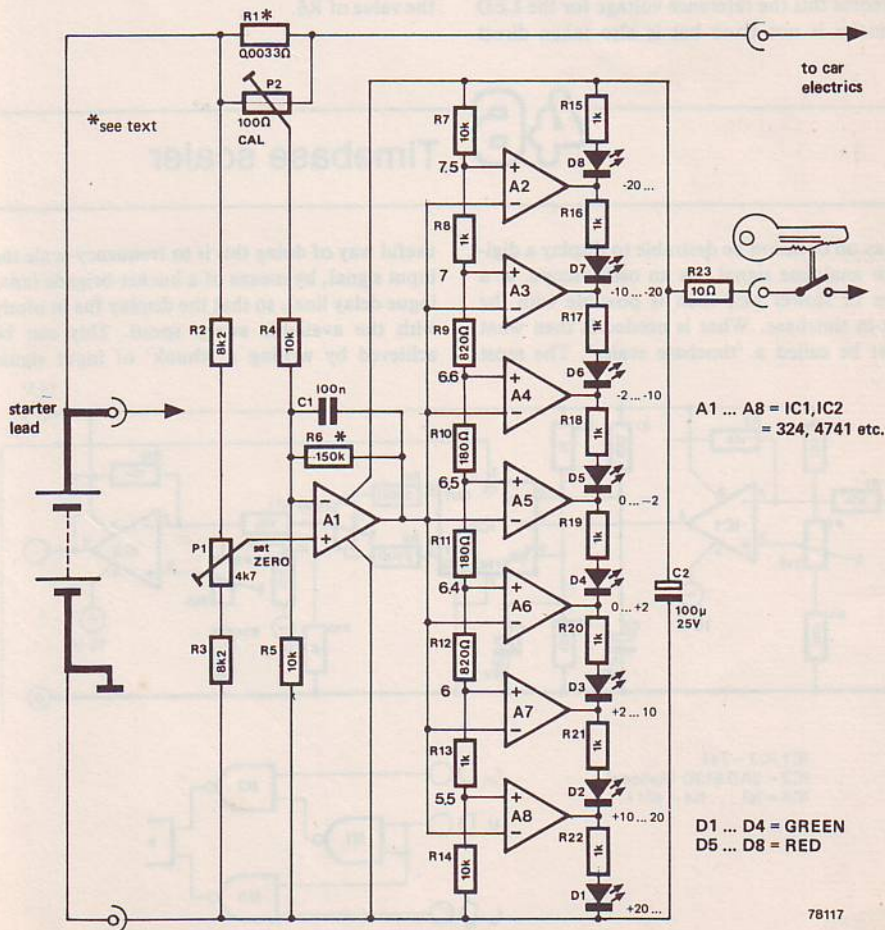 R1*
0,0033Ω
P2
100Ω
CAL
*see text
to car
electrics
R7
10k
R15
1k
D8
7,5
A2
-20 ...
R8
1k
R16
1k
D7
7
A3
-10 ... -20
R23
10Ω
R2
8k2
R4
10k
R9
820Ω
R17
1k
D6
6,6
A4
-2 ... -10
starter
lead
C1
100n
R6 *
150k
A1 ... A8 = IC1,IC2
= 324, 4741 etc.
R10
180Ω
R18
1k
D5
6,5
A5
0 ... -2
A1
P1
4k7
set
ZERO
R11
180Ω
R19
1k
D4
6,4
A6
0 ... +2
C2
100µ
25V
R3
8k2
R5
10k
R12
820Ω
R20
1k
D3
6
A7
+2 ... 10
R13
1k
R21
1k
D2
5,5
A8
+10 ... 20
D1 ... D4 = GREEN
D5 ... D8 = RED
R14
10k
R22
1k
D1
+20 ...
78117